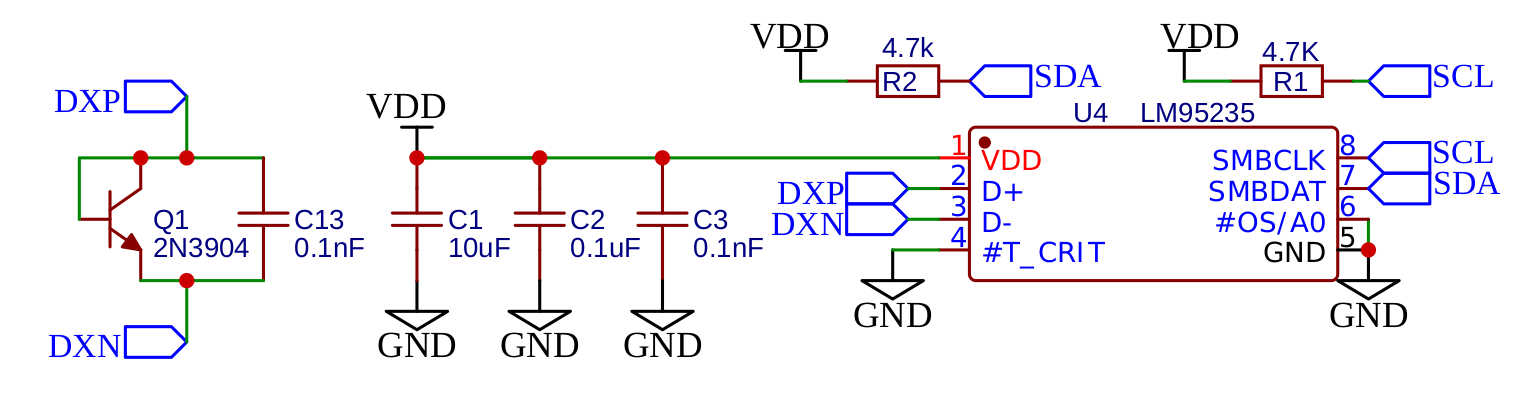 DXP
Q1
2N3904
C13
0.1nF
DXN
VDD
C1
10uF
C2
0.1uF
C3
0.1nF
GND
GND
GND
VDD
4.7k
R2
SDA
VDD
4.7K
R1
SCL
U4 LM95235
1
VDD
2
D+
3
D-
4
#T_CRIT
DXP
DXN
GND
8
SMBCLK
7
SMBDAT
6
#OS/A0
5
GND
SCL
SDA
GND